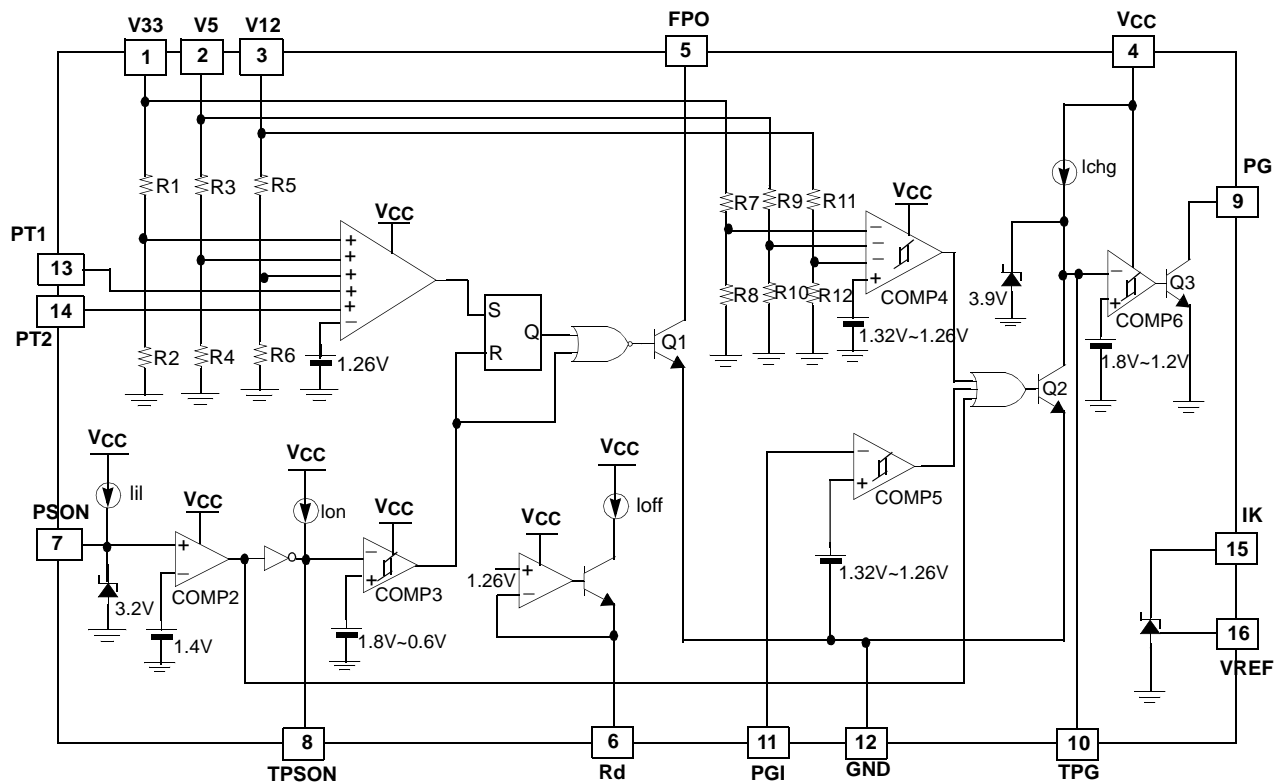 V33 V5 V12 FPO VCC
1 2 3 5 4
R1 R3 R5
R7 R9 R11
Ichg
PG
9
VCC
VCC
PT1
13
14
PT2
+
+
+
+
+
−
1.26V
R2 R4 R6
S
R
Q
Q1
−
−
−
+
COMP4
R8 R10 R12
1.32V~1.26V
3.9V
−
+
COMP6
Q3
1.8V~1.2V
Q2
VCC
Iil
PSON
7
3.2V
VCC
+
−
COMP2
1.4V
VCC
Ion
VCC
−
+
COMP3
1.8V~0.6V
VCC
Ioff
VCC
+
1.26V
−
−
+
COMP5
1.32V~1.26V
IK
15
16
VREF
8 6 11 12 10
TPSON Rd PGI GND TPG